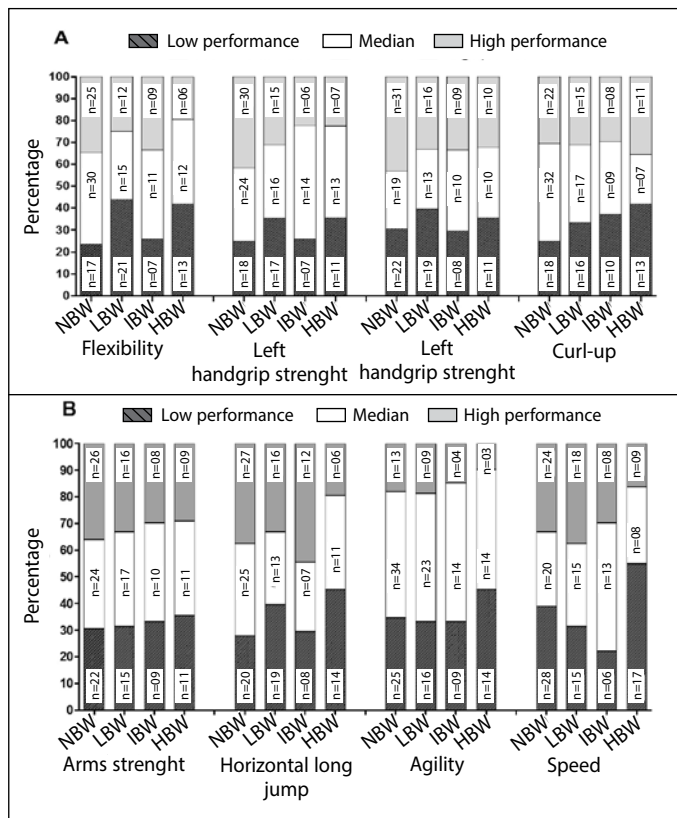 A
Low performance Median High performance
Percentage
100
90
80
70
60
50
40
30
20
10
0
n=25 n=12 n=09 n=06 n=30 n=15 n=06 n=07 n=31 n=16 n=09 n=10 n=22 n=15 n=08 n=11
n=30 n=15 n=11 n=12 n=24 n=16 n=14 n=13 n=19 n=13 n=10 n=10 n=32 n=17 n=09 n=07
n=17 n=21 n=07 n=13 n=18 n=17 n=07 n=11 n=22 n=19 n=08 n=11 n=18 n=16 n=10 n=13
NBW LBW IBW HBW NBW LBW IBW HBW NBW LBW IBW HBW NBW LBW IBW HBW
Flexibility Left Left Curl-up
handgrip strenght handgrip strenght
B
Low performance Median High performance
Percentage
100
90
80
70
60
50
40
30
20
10
0
n=26 n=16 n=08 n=09 n=27 n=16 n=12 n=06 n=13 n=09 n=04 n=03 n=24 n=18 n=08 n=09
n=24 n=17 n=10 n=11 n=25 n=13 n=07 n=11 n=34 n=23 n=14 n=14 n=20 n=15 n=13 n=08
n=22 n=15 n=09 n=11 n=20 n=19 n=08 n=14 n=25 n=16 n=09 n=14 n=28 n=15 n=06 n=17
NBW LBW IBW HBW NBW LBW IBW HBW NBW LBW IBW HBW NBW LBW IBW HBW
Arms strenght Horizontal long Agility Speed
jump